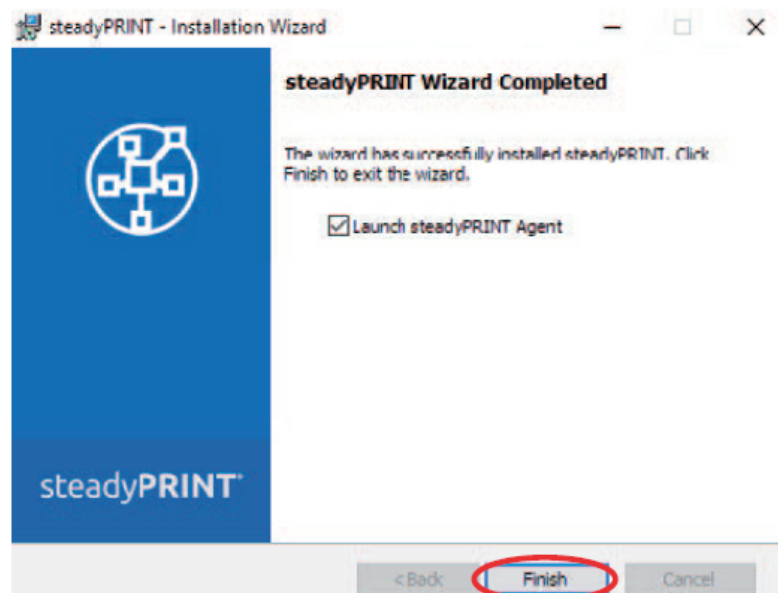 steadyPRINT - Installation Wizard
steadyPRINT Wizard Completed
The wizard has successfully installed steadyPRINT. Click
Finish to exit the wizard.
Launch steadyPRINT Agent
steadyPRINT
< Back Finish Cancel